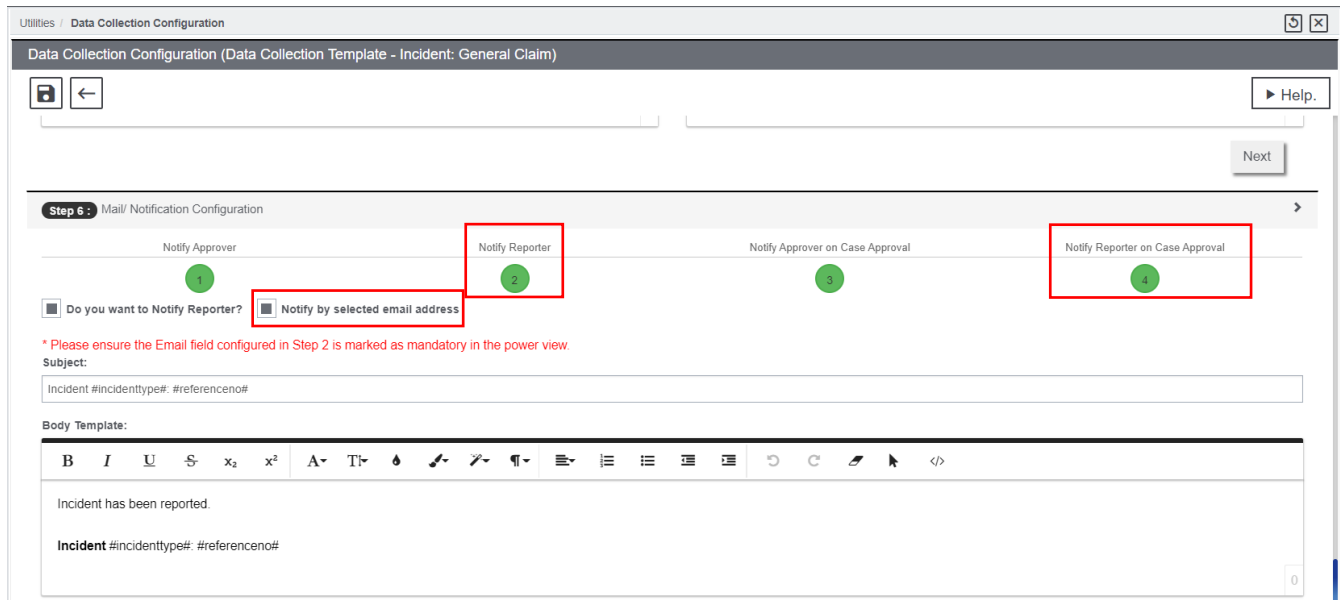 Utilities / Data Collection Configuration
Data Collection Configuration (Data Collection Template - Incident: General Claim)
Help.
Next
Step 6 : Mail/ Notification Configuration
Notify Approver Notify Reporter Notify Approver on Case Approval Notify Reporter on Case Approval
1 2 3 4
Do you want to Notify Reporter? Notify by selected email address
* Please ensure the Email field configured in Step 2 is marked as mandatory in the power view.
Subject:
Incident #incidenttype#: #referenceno#
Body Template:
B I U S x₂ x² A T
Incident has been reported.
Incident #incidenttype#: #referenceno#
0